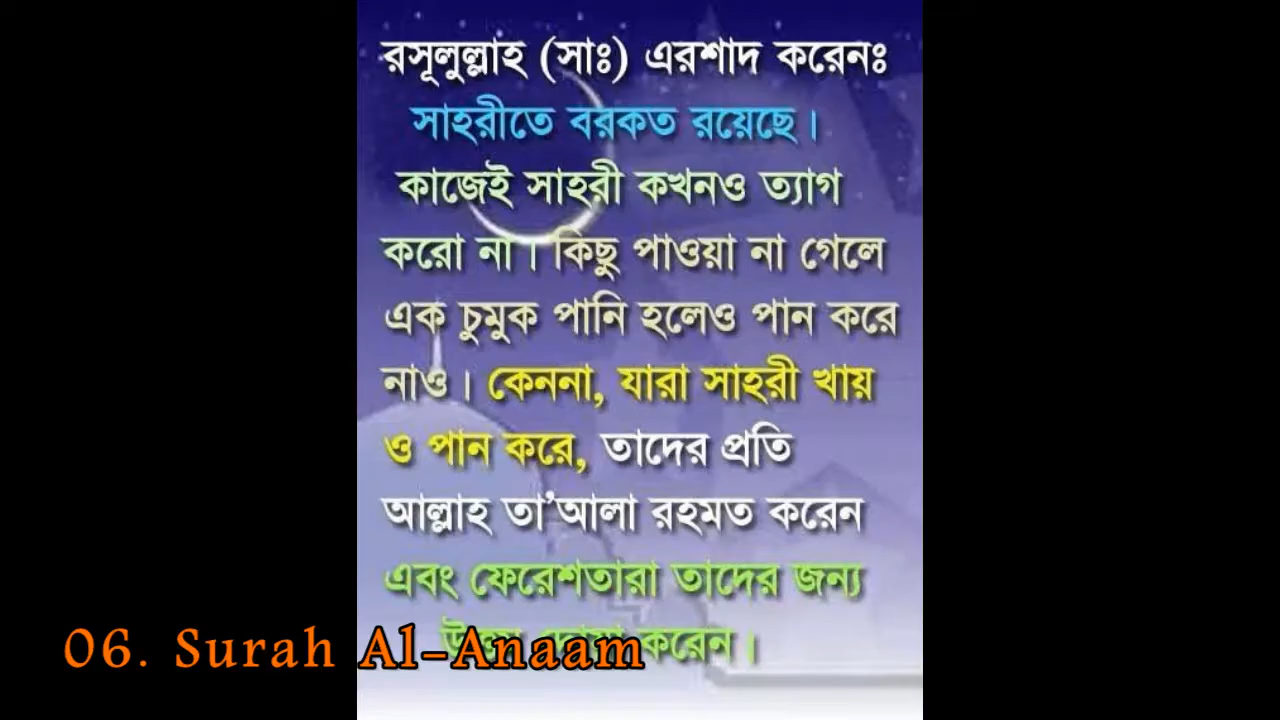 রসূলুল্লাহ (সাঃ) এরশাদ করেনঃ
সাহরীতে বরকত রয়েছে।
কাজেই সাহরী কখনও ত্যাগ
করো না। কিছু পাওয়া না গেলে
এক চুমুক পানি হলেও পান করে
নাও। কেননা, যারা সাহরী খায়
ও পান করে, তাদের প্রতি
আল্লাহ তা’আলা রহমত করেন
এবং ফেরেশতারা তাদের জন্য
করেন।
06. Surah Al-Anaam